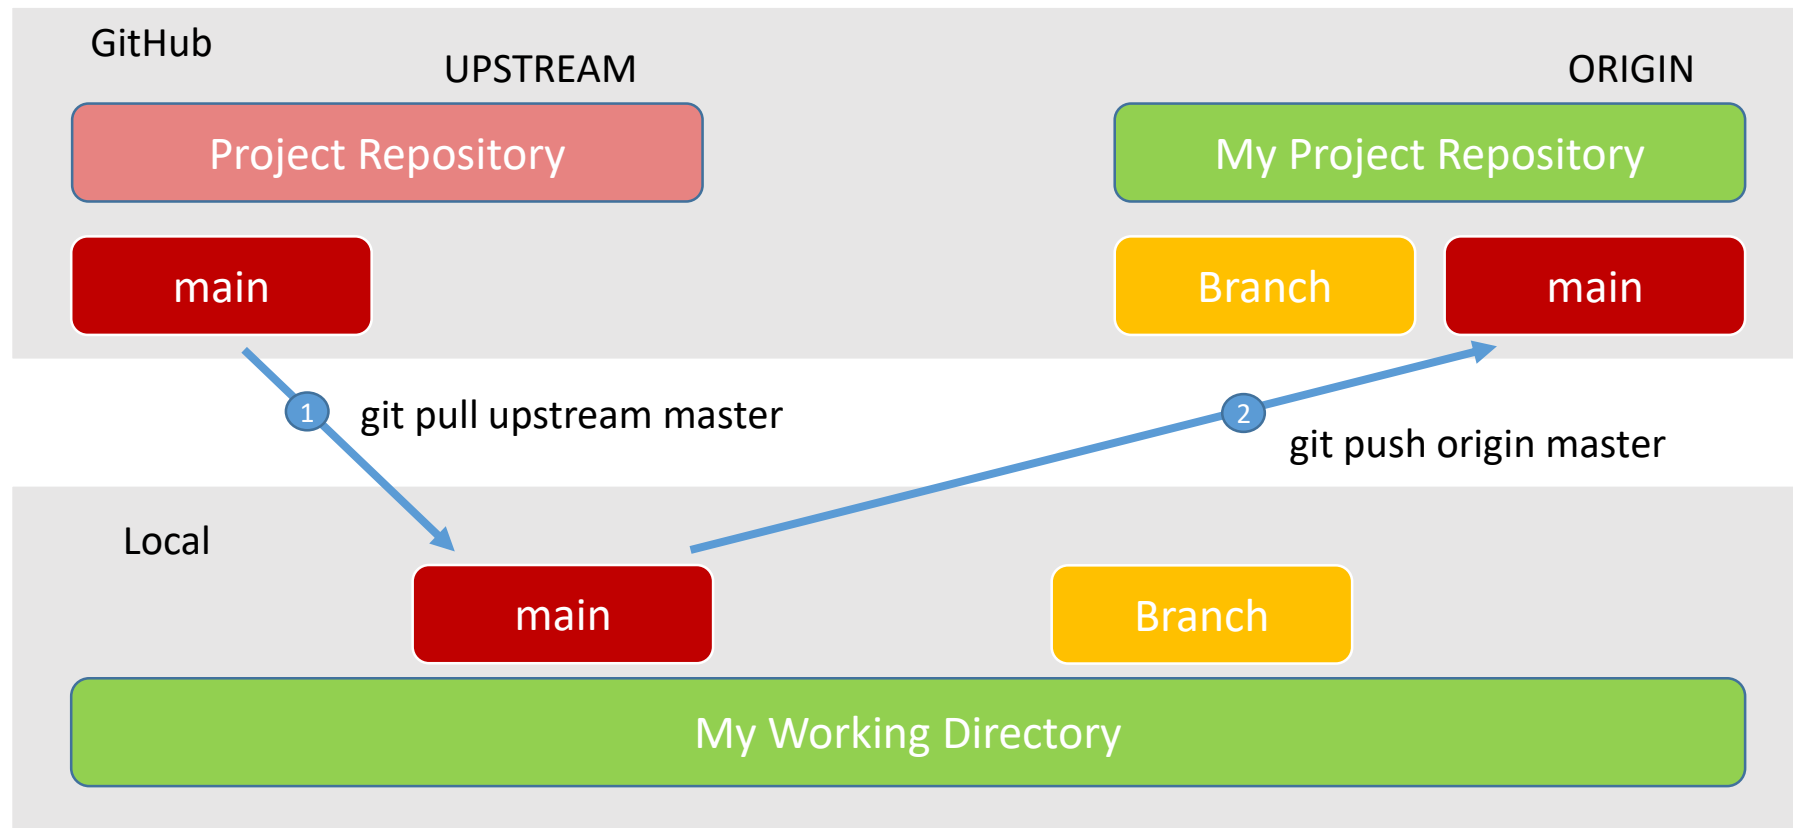 GitHub
UPSTREAM
ORIGIN
Project Repository
My Project Repository
main
Branch
main
1
git pull upstream master
2
git push origin master
Local
main
Branch
My Working Directory